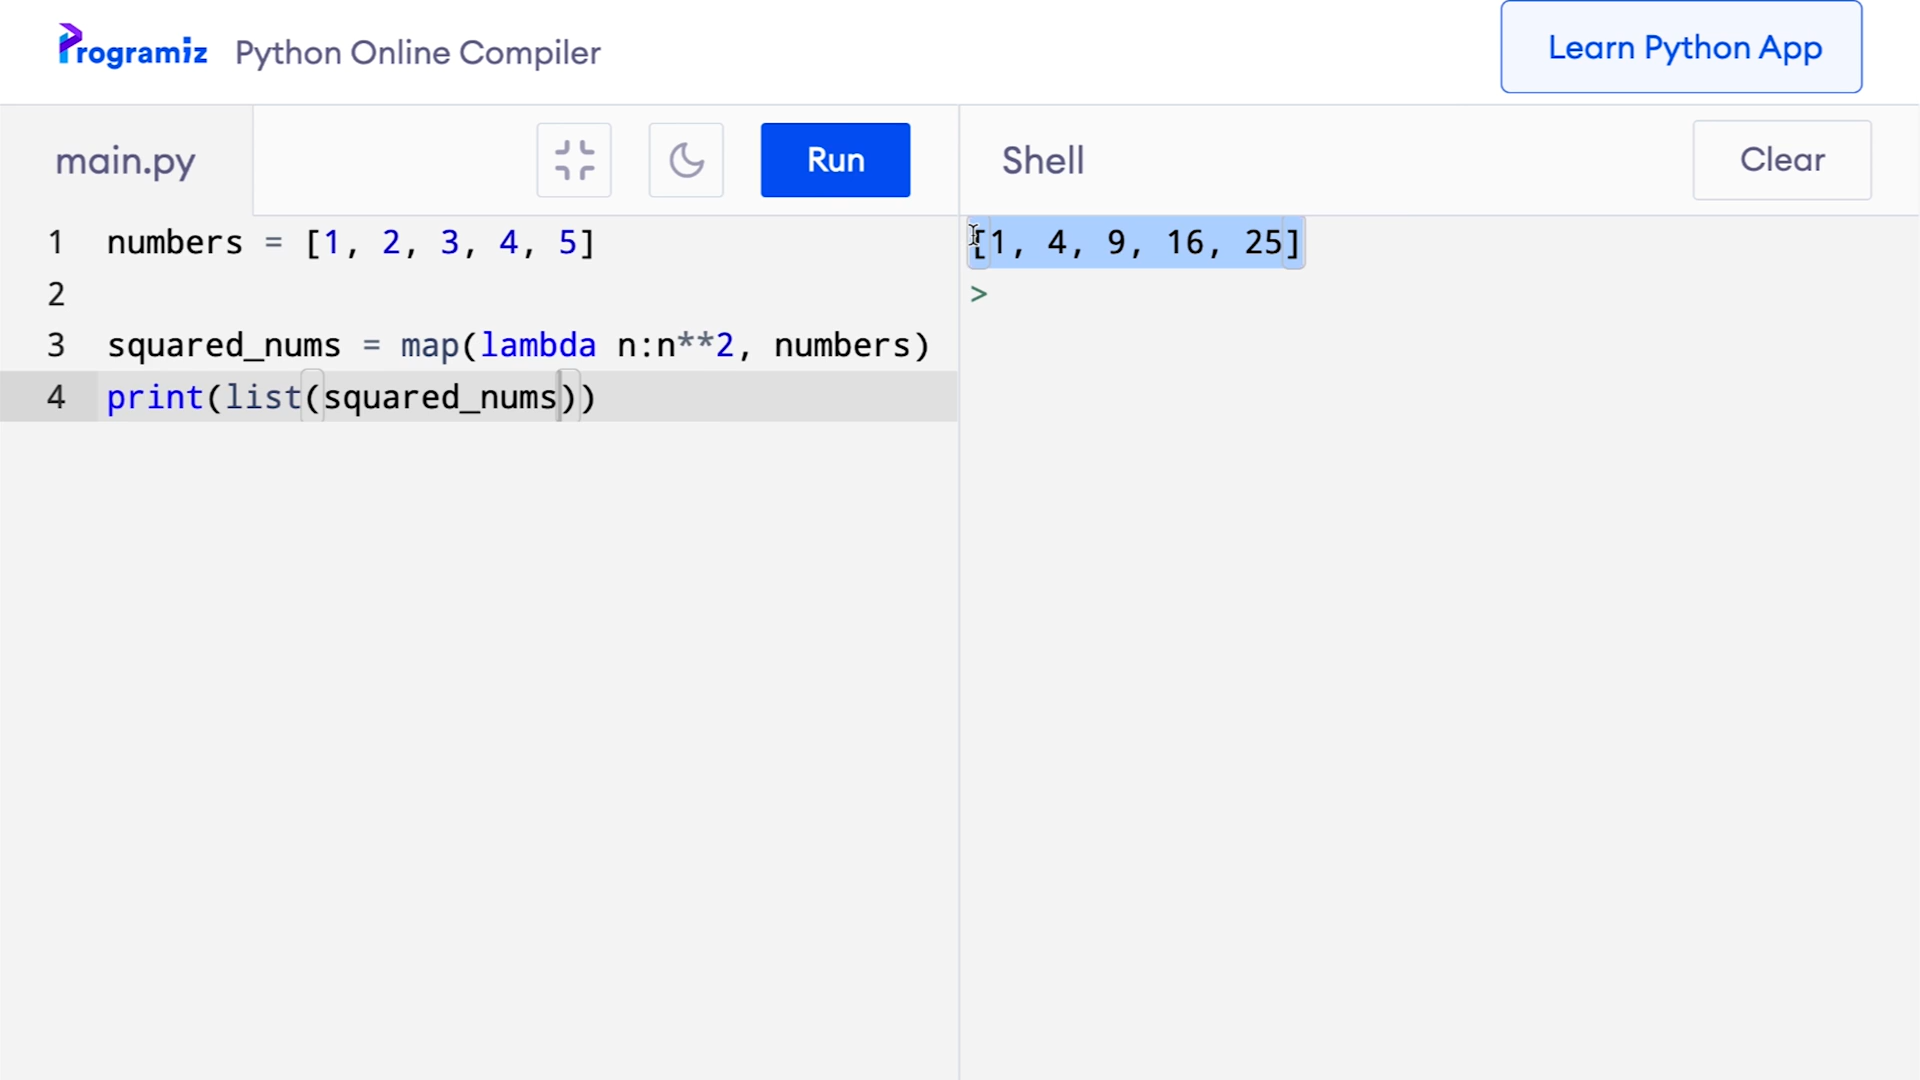 Programiz Python Online Compiler
Learn Python App
main.py
Run
Shell
Clear
1 numbers = [1, 2, 3, 4, 5]
2
3 squared_nums = map(lambda n:n**2, numbers)
4 print(list(squared_nums))
[1, 4, 9, 16, 25]
>